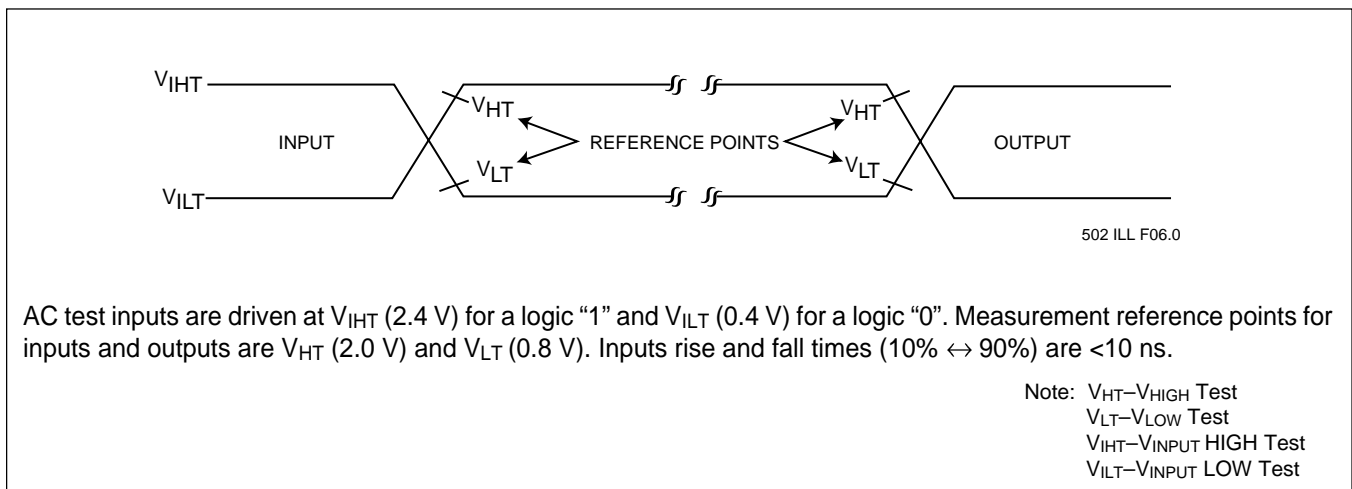 VIHT
VHT
VHT
INPUT
REFERENCE POINTS
OUTPUT
VLT
VLT
VILT
502 ILL F06.0
AC test inputs are driven at VIHT (2.4 V) for a logic “1” and VILT (0.4 V) for a logic “0”. Measurement reference points for
inputs and outputs are VHT (2.0 V) and VLT (0.8 V). Inputs rise and fall times (10% ↔ 90%) are <10 ns.
Note: VHT–VHIGH Test
VLT–VLOW Test
VIHT–VINPUT HIGH Test
VILT–VINPUT LOW Test